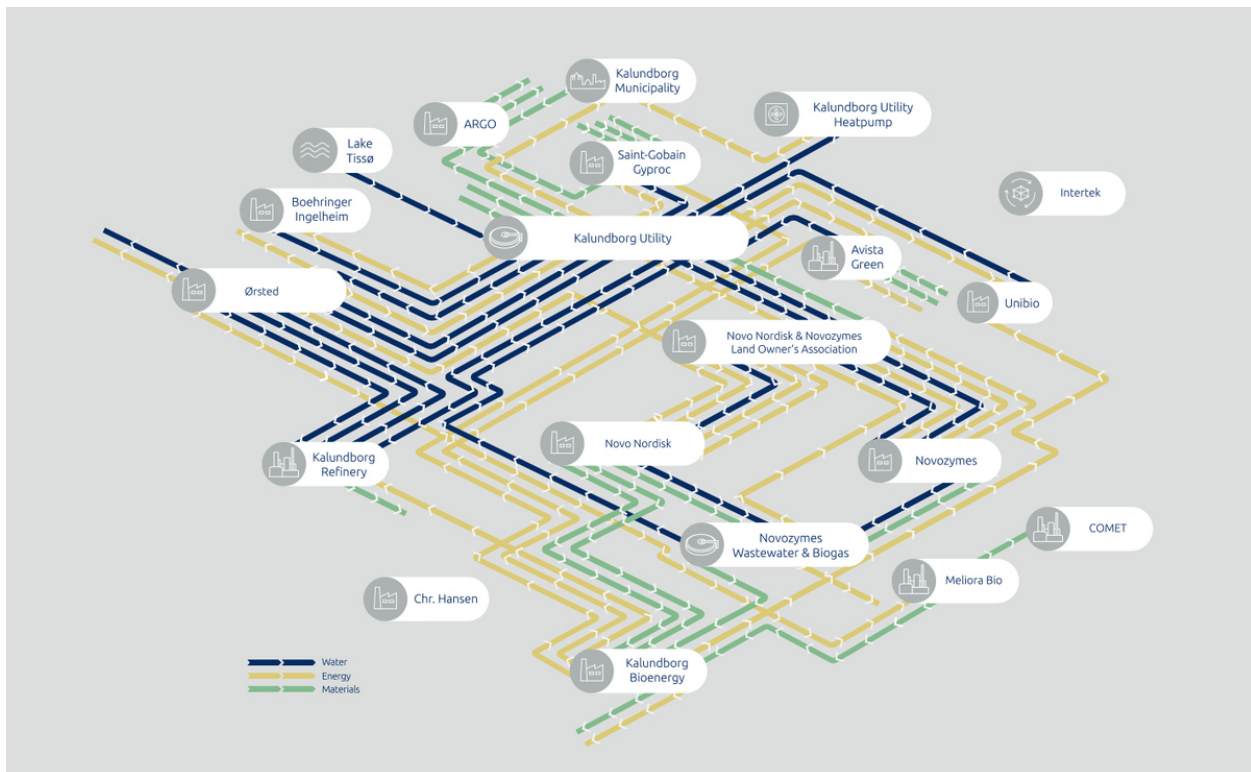 Kalundborg
Municipality
Kalundborg Utility
Heatpump
ARGO
Lake
Tissø
Saint-Gobain
Gyproc
Intertek
Boehringer
Ingelheim
Kalundborg Utility
Avista
Green
Ørsted
Unibio
Novo Nordisk & Novozymes
Land Owner's Association
Novo Nordisk
Kalundborg
Refinery
Novozymes
COMET
Novozymes
Wastewater & Biogas
Meliora Bio
Chr. Hansen
Kalundborg
Bioenergy
Water
Energy
Materials